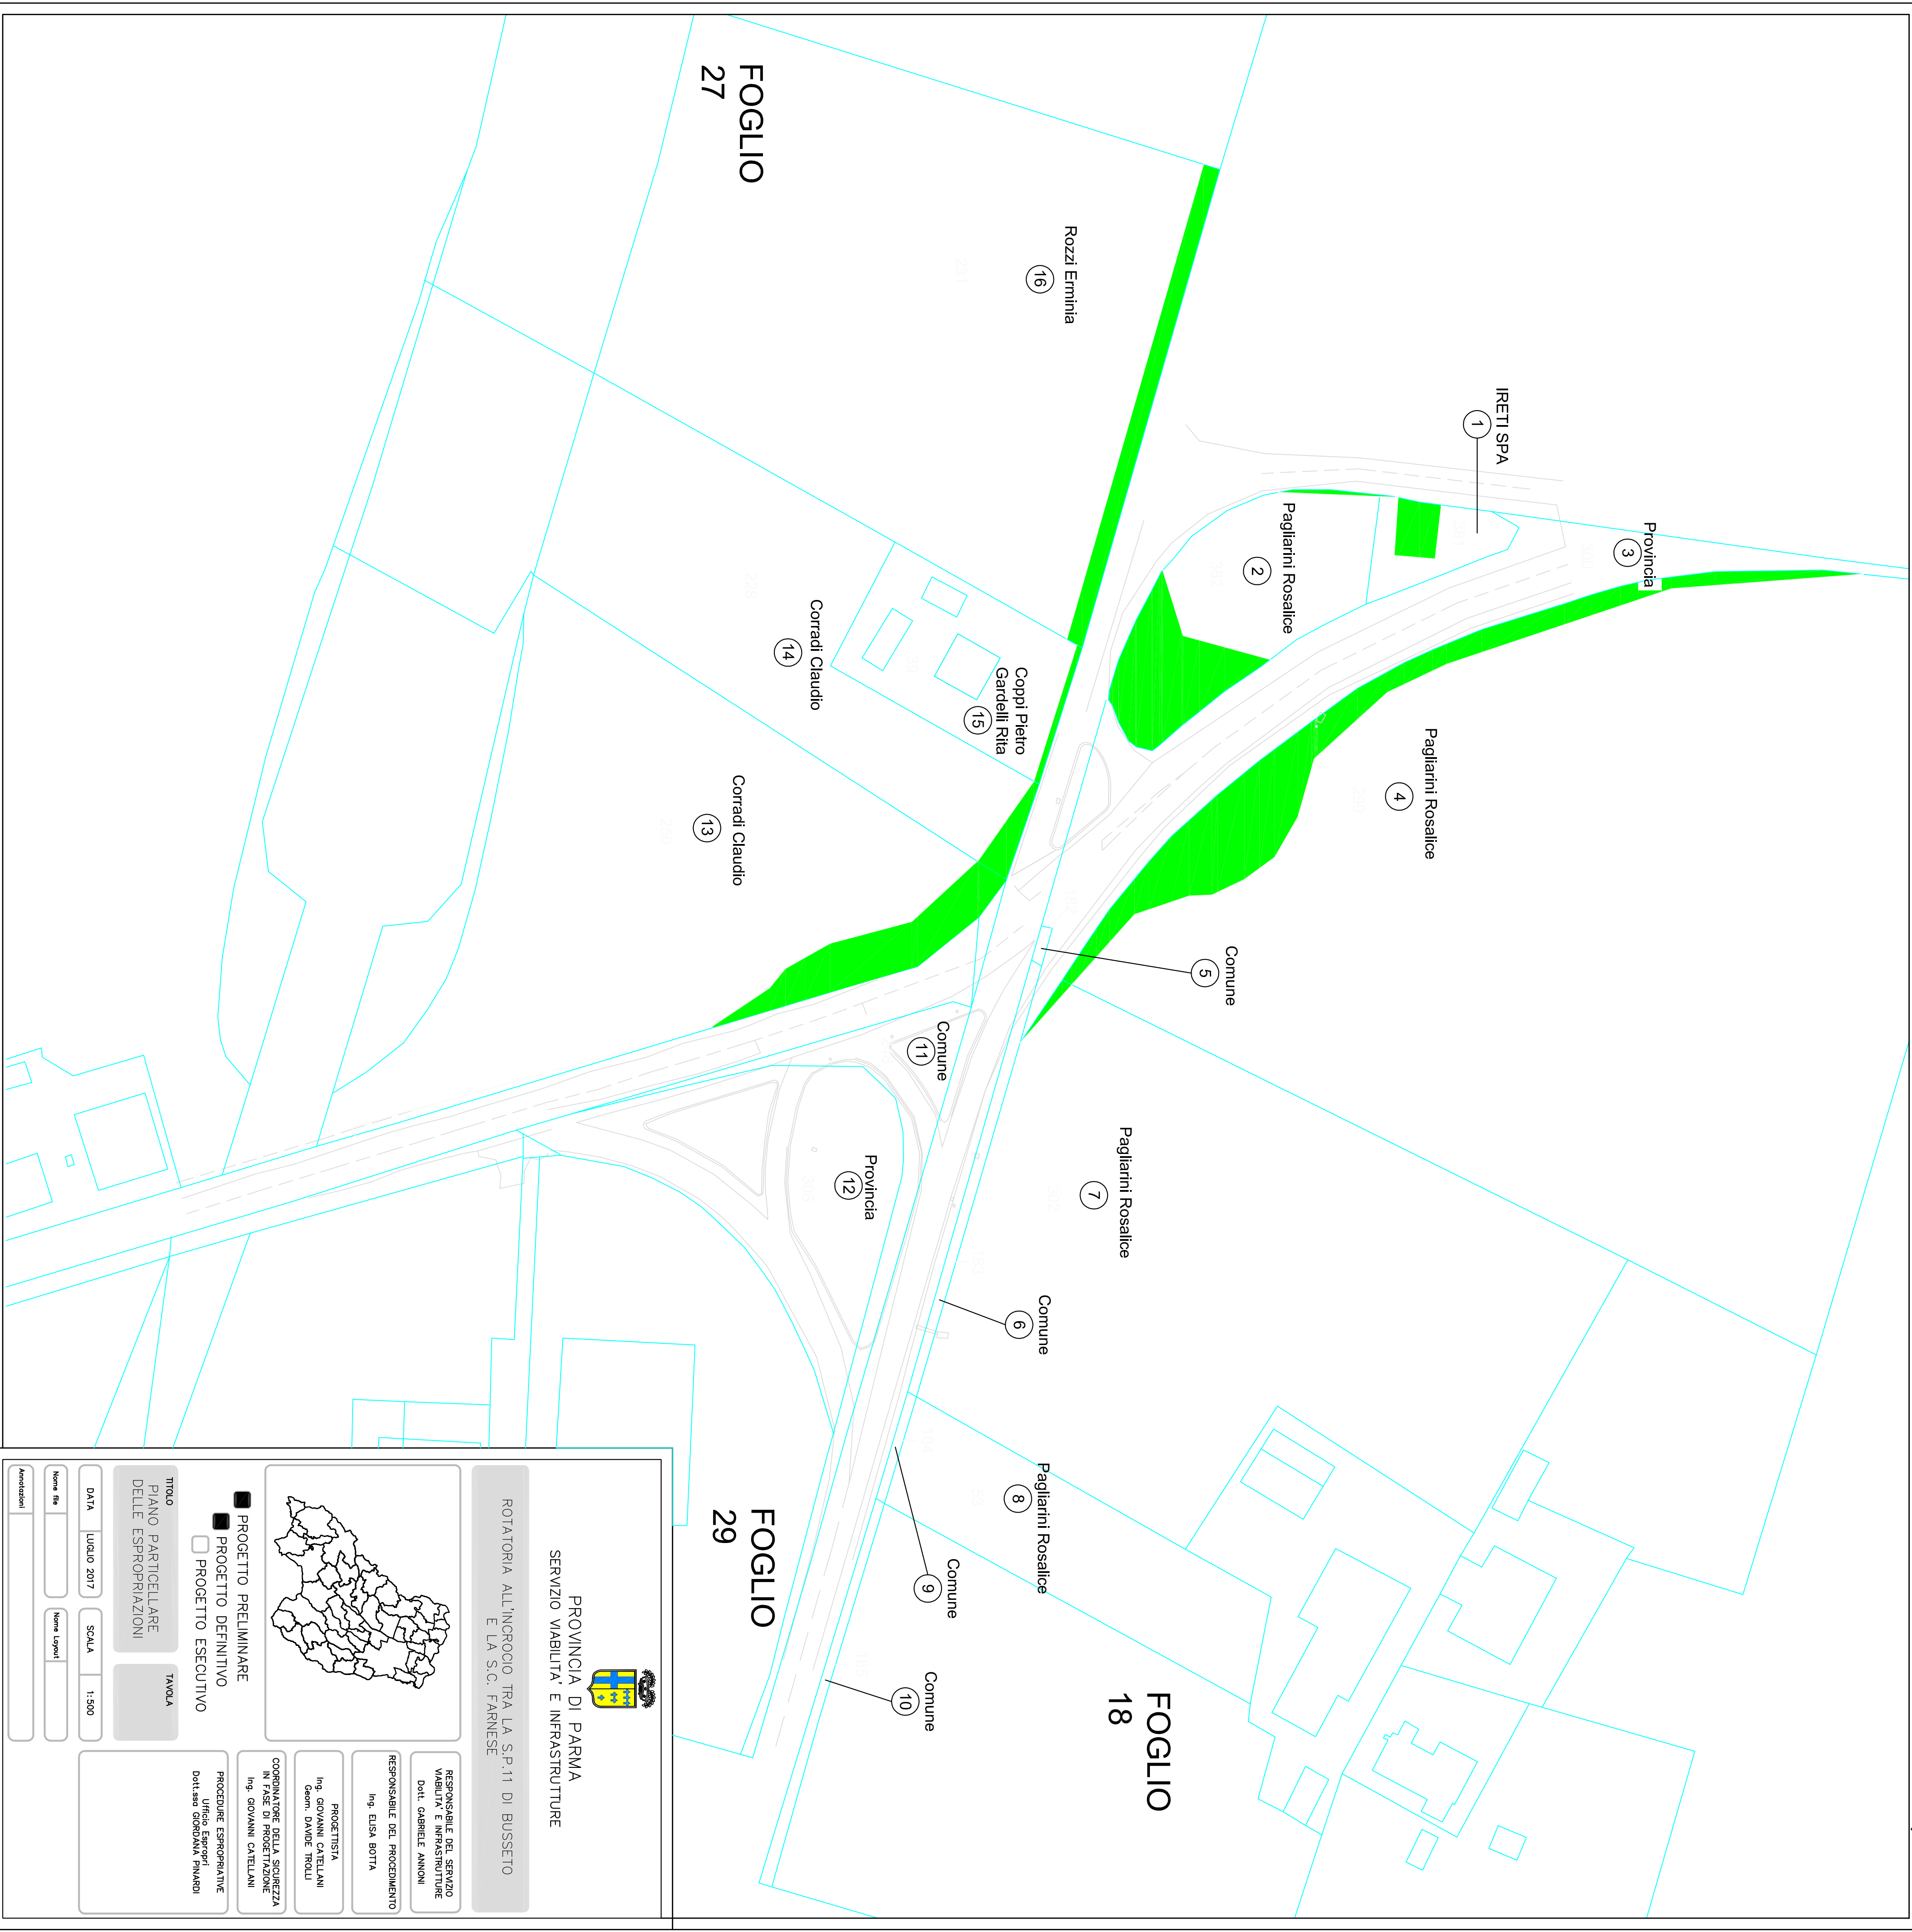 FOGLIO
18
FOGLIO
27
FOGLIO
29
IRETI SPA
1
Pagliarini Rosalice
2
Provincia
3
Pagliarini Rosalice
4
Comune
5
Comune
6
Pagliarini Rosalice
7
Pagliarini Rosalice
8
Comune
9
Comune
10
Comune
11
Provincia
12
Corradi Claudio
13
Corradi Claudio
14
Coppi Pietro
Gardelli Rita
15
Rozzi Erminia
16
PROVINCIA DI PARMA
SERVIZIO VIABILITA' E INFRASTRUTTURE
ROTATORIA ALL'INCROCIO TRA LA S.P.11 DI BUSSETO
E LA S.C. FARNESE
PROGETTO PRELIMINARE
PROGETTO DEFINITIVO
PROGETTO ESECUTIVO
TITOLO
PIANO PARTICELLARE
DELLE ESPROPRIAZIONI
TAVOLA
DATA
LUGLIO 2017
SCALA
1:500
Nome file
Nome Layout
Annotazioni
RESPONSABILE DEL SERVIZIO
VIABILITA' E INFRASTRUTTURE
Dott. GABRIELE ANNONI
RESPONSABILE DEL PROCEDIMENTO
Ing. ELISA BOTTA
PROGETTISTA
Ing. GIOVANNI CATELLANI
Geom. DAVIDE TROLLI
COORDINATORE DELLA SICUREZZA
IN FASE DI PROGETTAZIONE
Ing. GIOVANNI CATELLANI
PROCEDURE ESPROPRIATIVE
Ufficio Espropri
Dott.ssa GIORDANA PINARDI